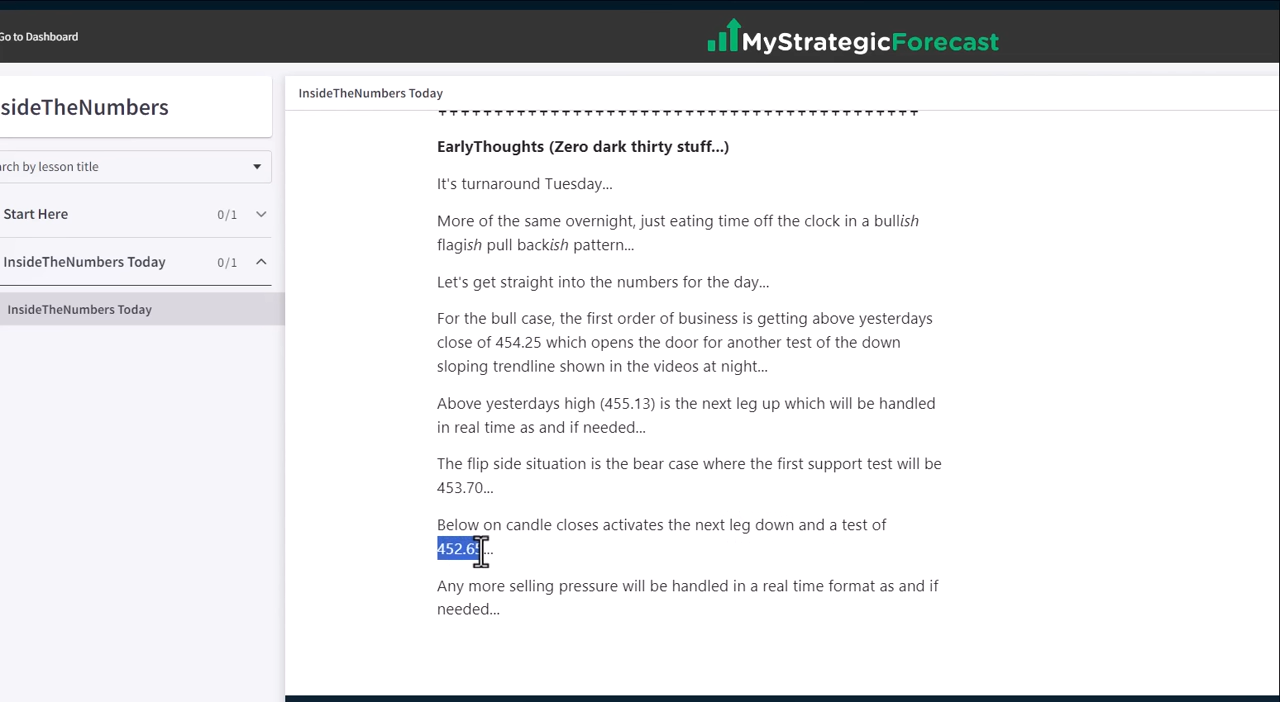 Go to Dashboard
MyStrategicForecast
sideTheNumbers
InsideTheNumbers Today
rch by lesson title
Start Here 0/1
InsideTheNumbers Today 0/1
InsideTheNumbers Today
EarlyThoughts (Zero dark thirty stuff...)
It's turnaround Tuesday...
More of the same overnight, just eating time off the clock in a bullish
flagish pull backish pattern...
Let's get straight into the numbers for the day...
For the bull case, the first order of business is getting above yesterdays
close of 454.25 which opens the door for another test of the down
sloping trendline shown in the videos at night...
Above yesterdays high (455.13) is the next leg up which will be handled
in real time as and if needed...
The flip side situation is the bear case where the first support test will be
453.70...
Below on candle closes activates the next leg down and a test of
452.65...
Any more selling pressure will be handled in a real time format as and if
needed...